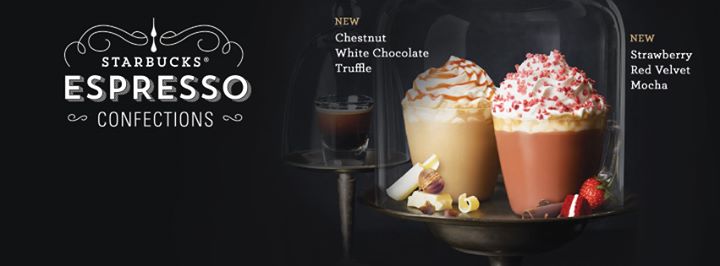 STARBUCKS®
ESPRESSO
CONFECTIONS
NEW
Chestnut
White Chocolate
Truffle
NEW
Strawberry
Red Velvet
Mocha